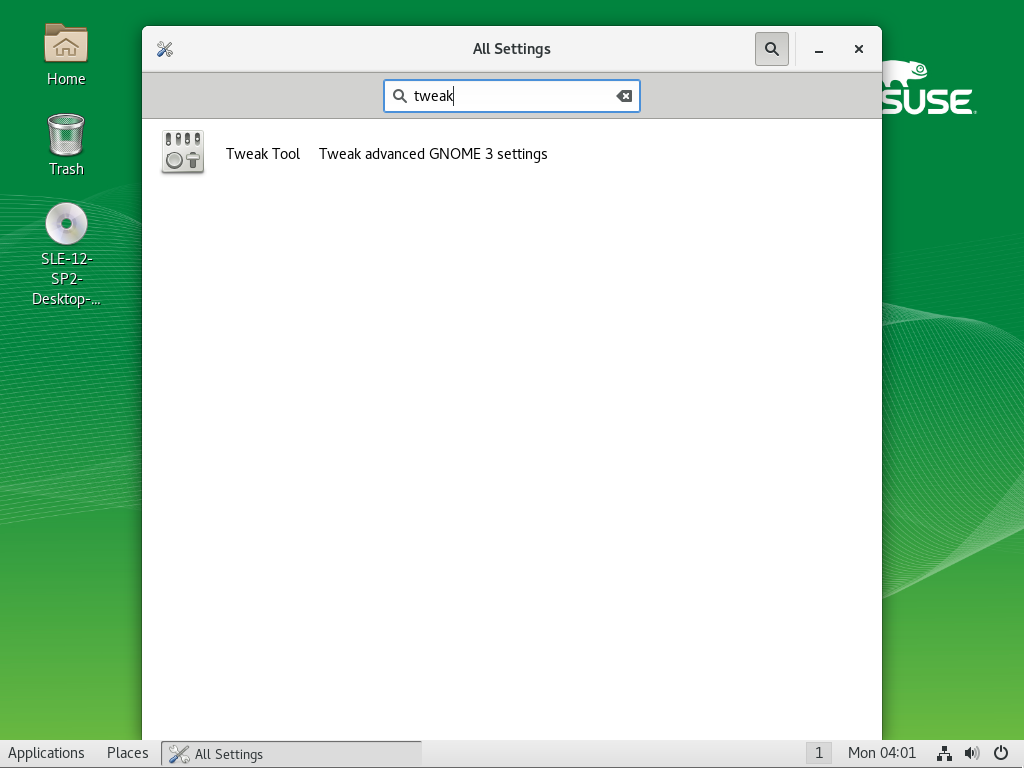 All Settings
Home
tweak
SUSE
Trash
Tweak Tool Tweak advanced GNOME 3 settings
SLE-12-
SP2-
Desktop-...
Applications Places All Settings 1 Mon 04:01